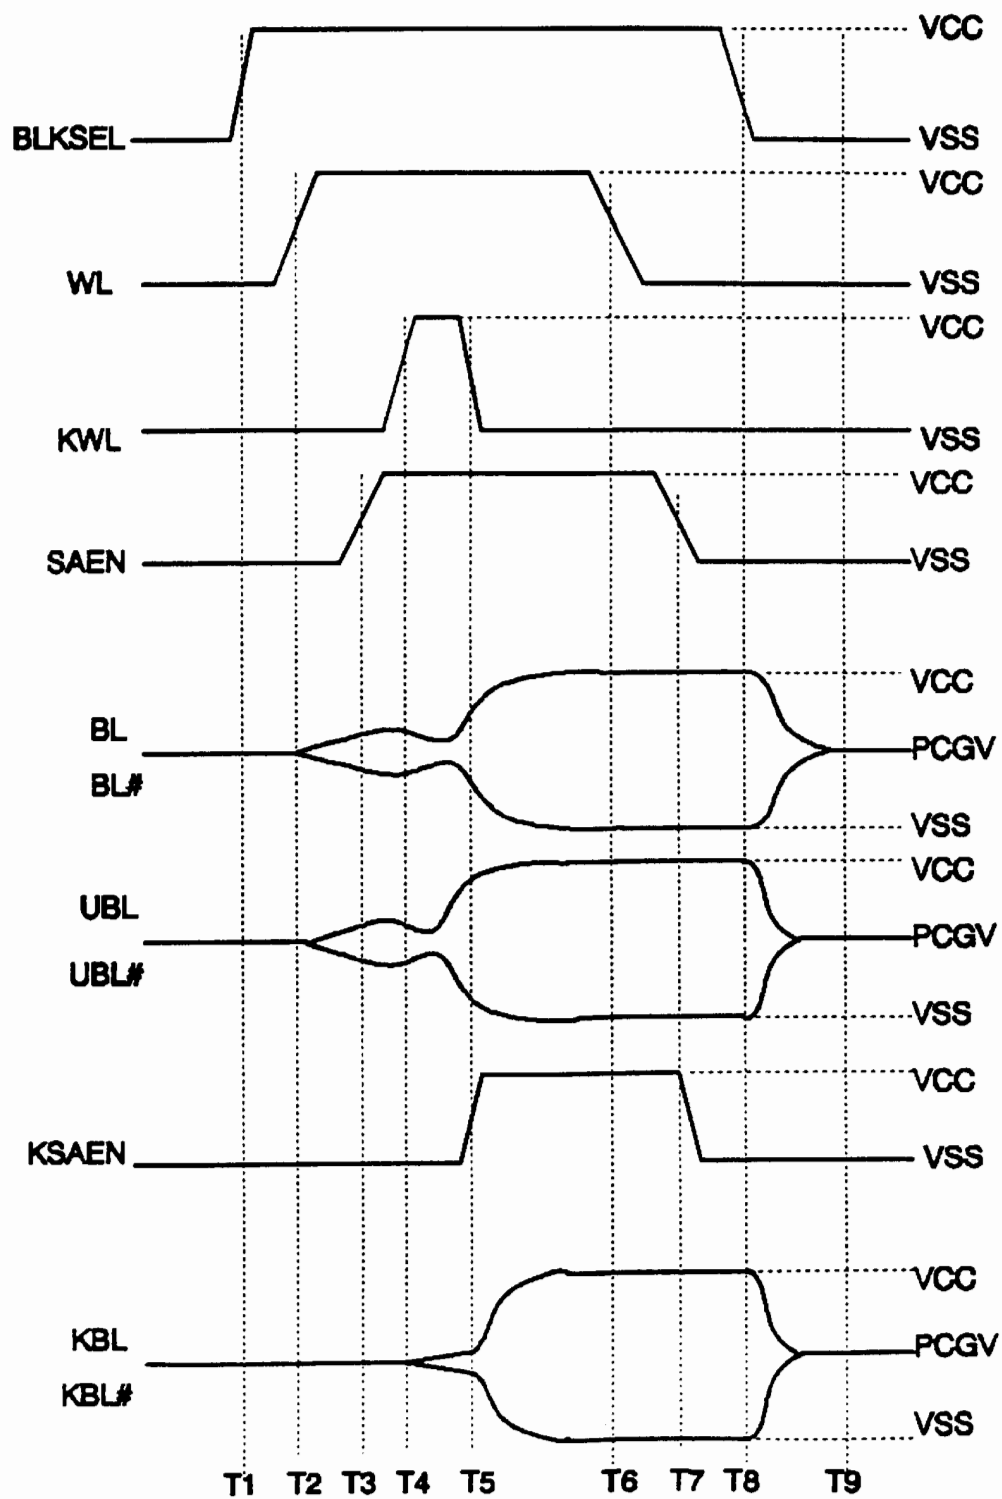 VCC
BLKSEL
VSS
VCC
WL
VSS
VCC
KWL
VSS
VCC
SAEN
VSS
VCC
BL
PCGV
BL#
VSS
VCC
UBL
PCGV
UBL#
VSS
VCC
KSAEN
VSS
VCC
KBL
PCGV
KBL#
VSS
T1 T2 T3 T4 T5 T6 T7 T8 T9